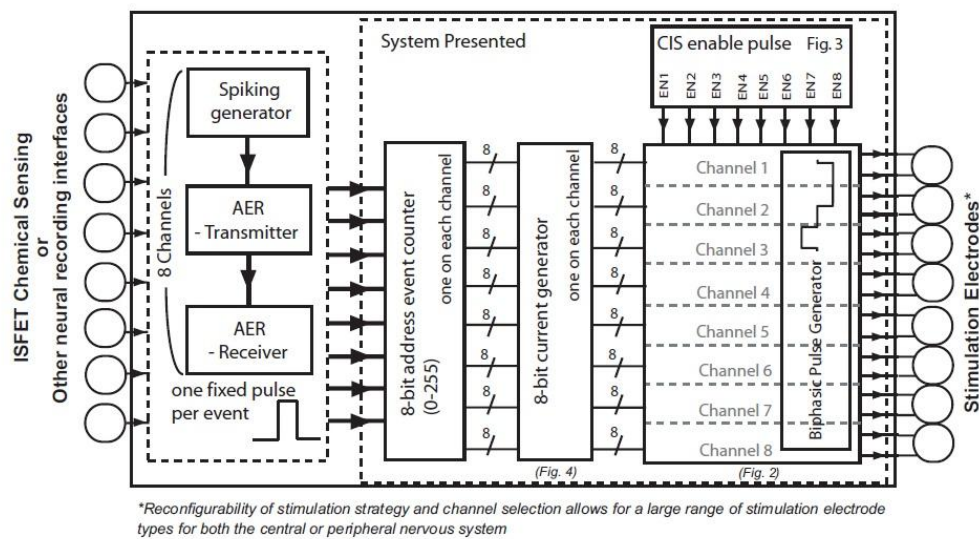 ISFET Chemical Sensing
or
Other neural recording interfaces
8 Channels
Spiking
generator
AER
- Transmitter
AER
- Receiver
one fixed pulse
per event
System Presented
8-bit address event counter
(0-255)
one on each channel
8
8
8
8
8
8
8
8
8-bit current generator
one on each channel
(Fig. 4)
8
8
8
8
8
8
8
8
CIS enable pulse Fig. 3
EN1
EN2
EN3
EN4
EN5
EN6
EN7
EN8
Channel 1
Channel 2
Channel 3
Channel 4
Channel 5
Channel 6
Channel 7
Channel 8
Biphasic Pulse Generator
(Fig. 2)
Stimulation Electrodes*
*Reconfigurability of stimulation strategy and channel selection allows for a large range of stimulation electrode
types for both the central or peripheral nervous system